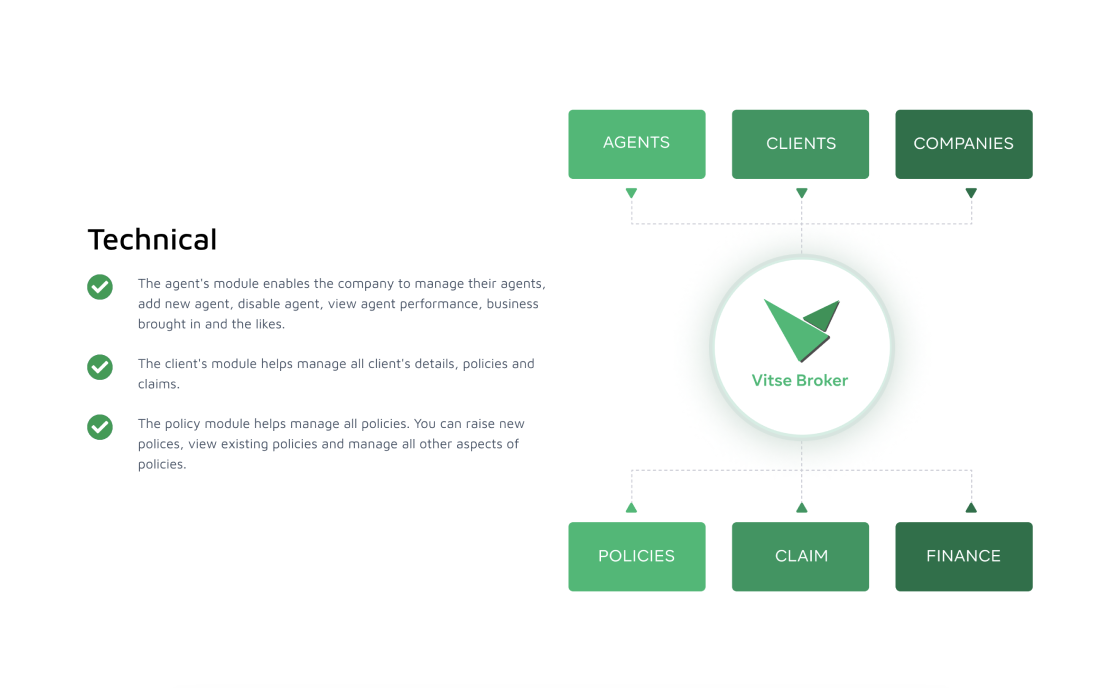 Technical
The agent's module enables the company to manage their agents,
add new agent, disable agent, view agent performance, business
brought in and the likes.
The client's module helps manage all client's details, policies and
claims.
The policy module helps manage all policies. You can raise new
polices, view existing policies and manage all other aspects of
policies.
AGENTS
CLIENTS
COMPANIES
Vitse Broker
POLICIES
CLAIM
FINANCE